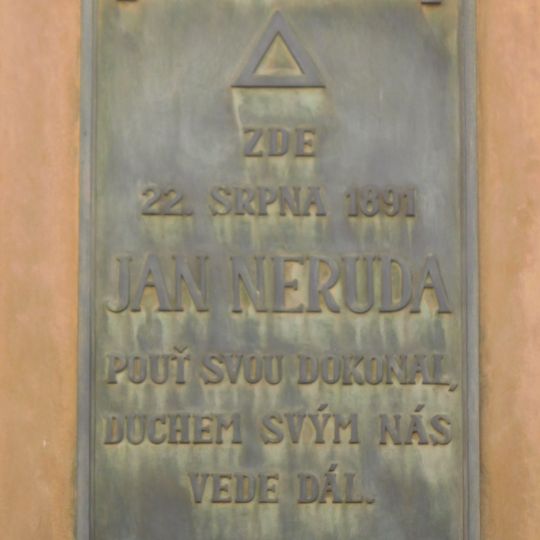 ZDE
22. SRPNA 1891
JAN NERUDA
POUŤ SVOU DOKONAL,
DUCHEM SVÝM NÁS
VEDE DÁL.